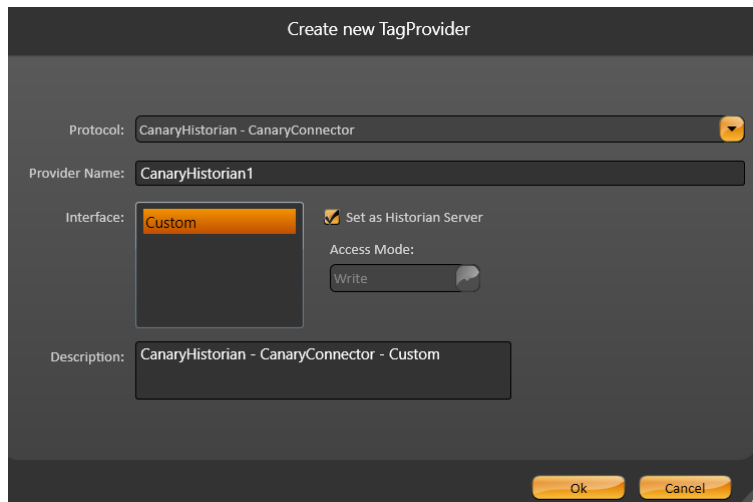 Create new TagProvider
Protocol: CanaryHistorian - CanaryConnector
Provider Name: CanaryHistorian1
Interface: Custom
Set as Historian Server
Access Mode:
Write
Description: CanaryHistorian - CanaryConnector - Custom
Ok Cancel